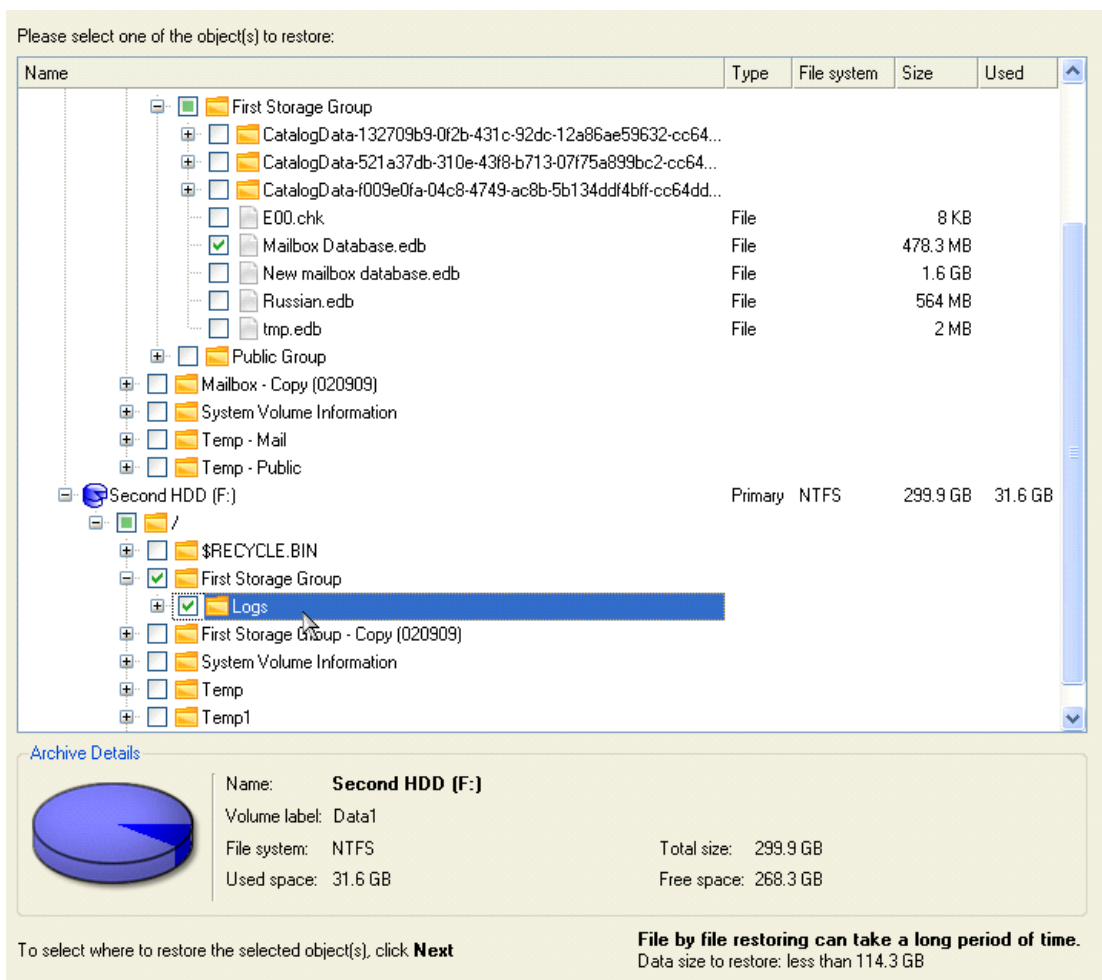 Please select one of the object(s) to restore:
Name Type File system Size Used
First Storage Group
CatalogData-132709b9-0f2b-431c-92dc-12a86ae59632-cc64...
CatalogData-521a37db-310e-43f8-b713-07f75a899bc2-cc64...
CatalogData-f009e0fa-04c8-4749-ac8b-5b134ddf4bff-cc64dd...
E00.chk File 8 KB
Mailbox Database.edb File 478.3 MB
New mailbox database.edb File 1.6 GB
Russian.edb File 564 MB
tmp.edb File 2 MB
Public Group
Mailbox - Copy (020909)
System Volume Information
Temp - Mail
Temp - Public
Second HDD (F:) Primary NTFS 299.9 GB 31.6 GB
/
$RECYCLE.BIN
First Storage Group
Logs
First Storage Group - Copy (020909)
System Volume Information
Temp
Temp1
Archive Details
Name: Second HDD (F:)
Volume label: Data1
File system: NTFS Total size: 299.9 GB
Used space: 31.6 GB Free space: 268.3 GB
To select where to restore the selected object(s), click Next
File by file restoring can take a long period of time.
Data size to restore: less than 114.3 GB